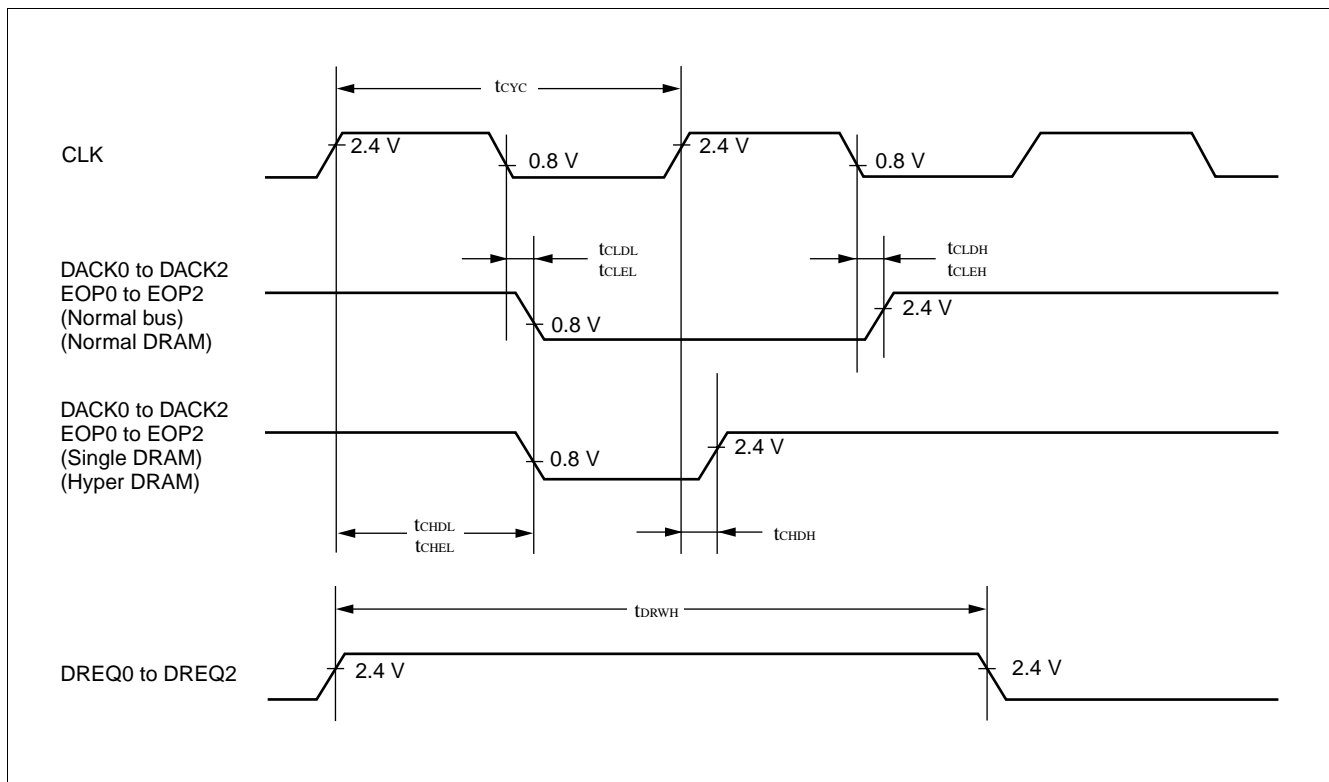 tCYC
CLK
2.4 V
0.8 V
2.4 V
0.8 V
DACK0 to DACK2
EOP0 to EOP2
(Normal bus)
(Normal DRAM)
tCLDL
tCLEL
tCLDH
tCLEH
0.8 V
2.4 V
DACK0 to DACK2
EOP0 to EOP2
(Single DRAM)
(Hyper DRAM)
0.8 V
2.4 V
tCHDL
tCHEL
tCHDH
tDRWH
DREQ0 to DREQ2
2.4 V
2.4 V